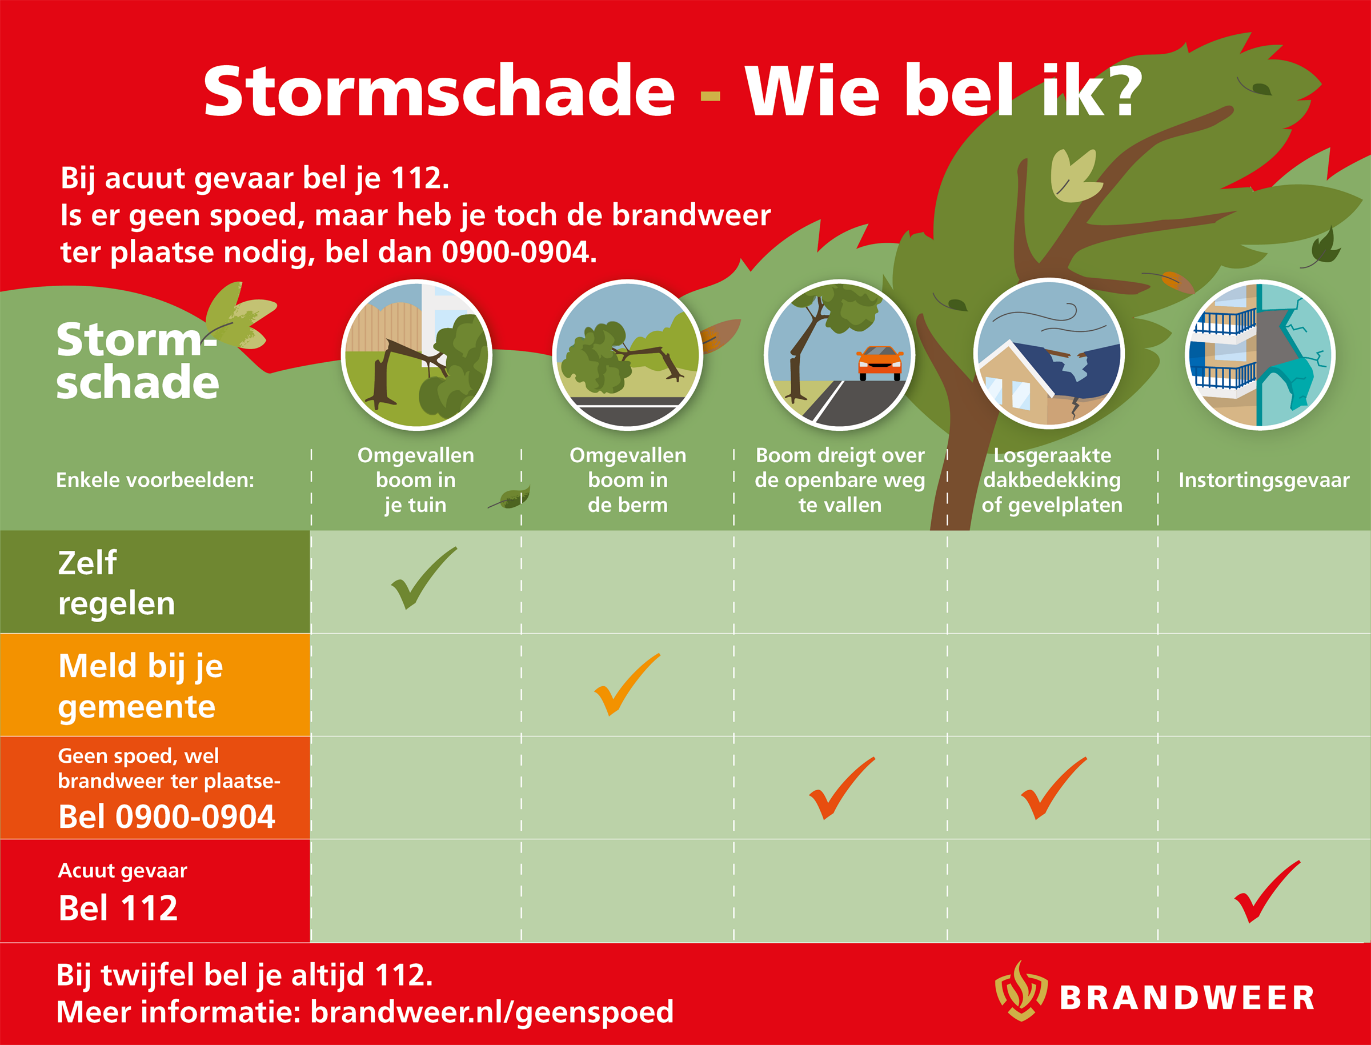 Stormschade - Wie bel ik?
Bij acuut gevaar bel je 112.
Is er geen spoed, maar heb je toch de brandweer
ter plaatse nodig, bel dan 0900-0904.
Storm-
schade
Enkele voorbeelden:
Omgevallen
boom in
je tuin
Omgevallen
boom in
de berm
Boom dreigt over
de openbare weg
te vallen
Losgeraakte
dakbedekking
of gevelplaten
Instortingsgevaar
Zelf
regelen
Meld bij je
gemeente
Geen spoed, wel
brandweer ter plaatse-
Bel 0900-0904
Acuut gevaar
Bel 112
Bij twijfel bel je altijd 112.
Meer informatie: brandweer.nl/geenspoed
BRANDWEER